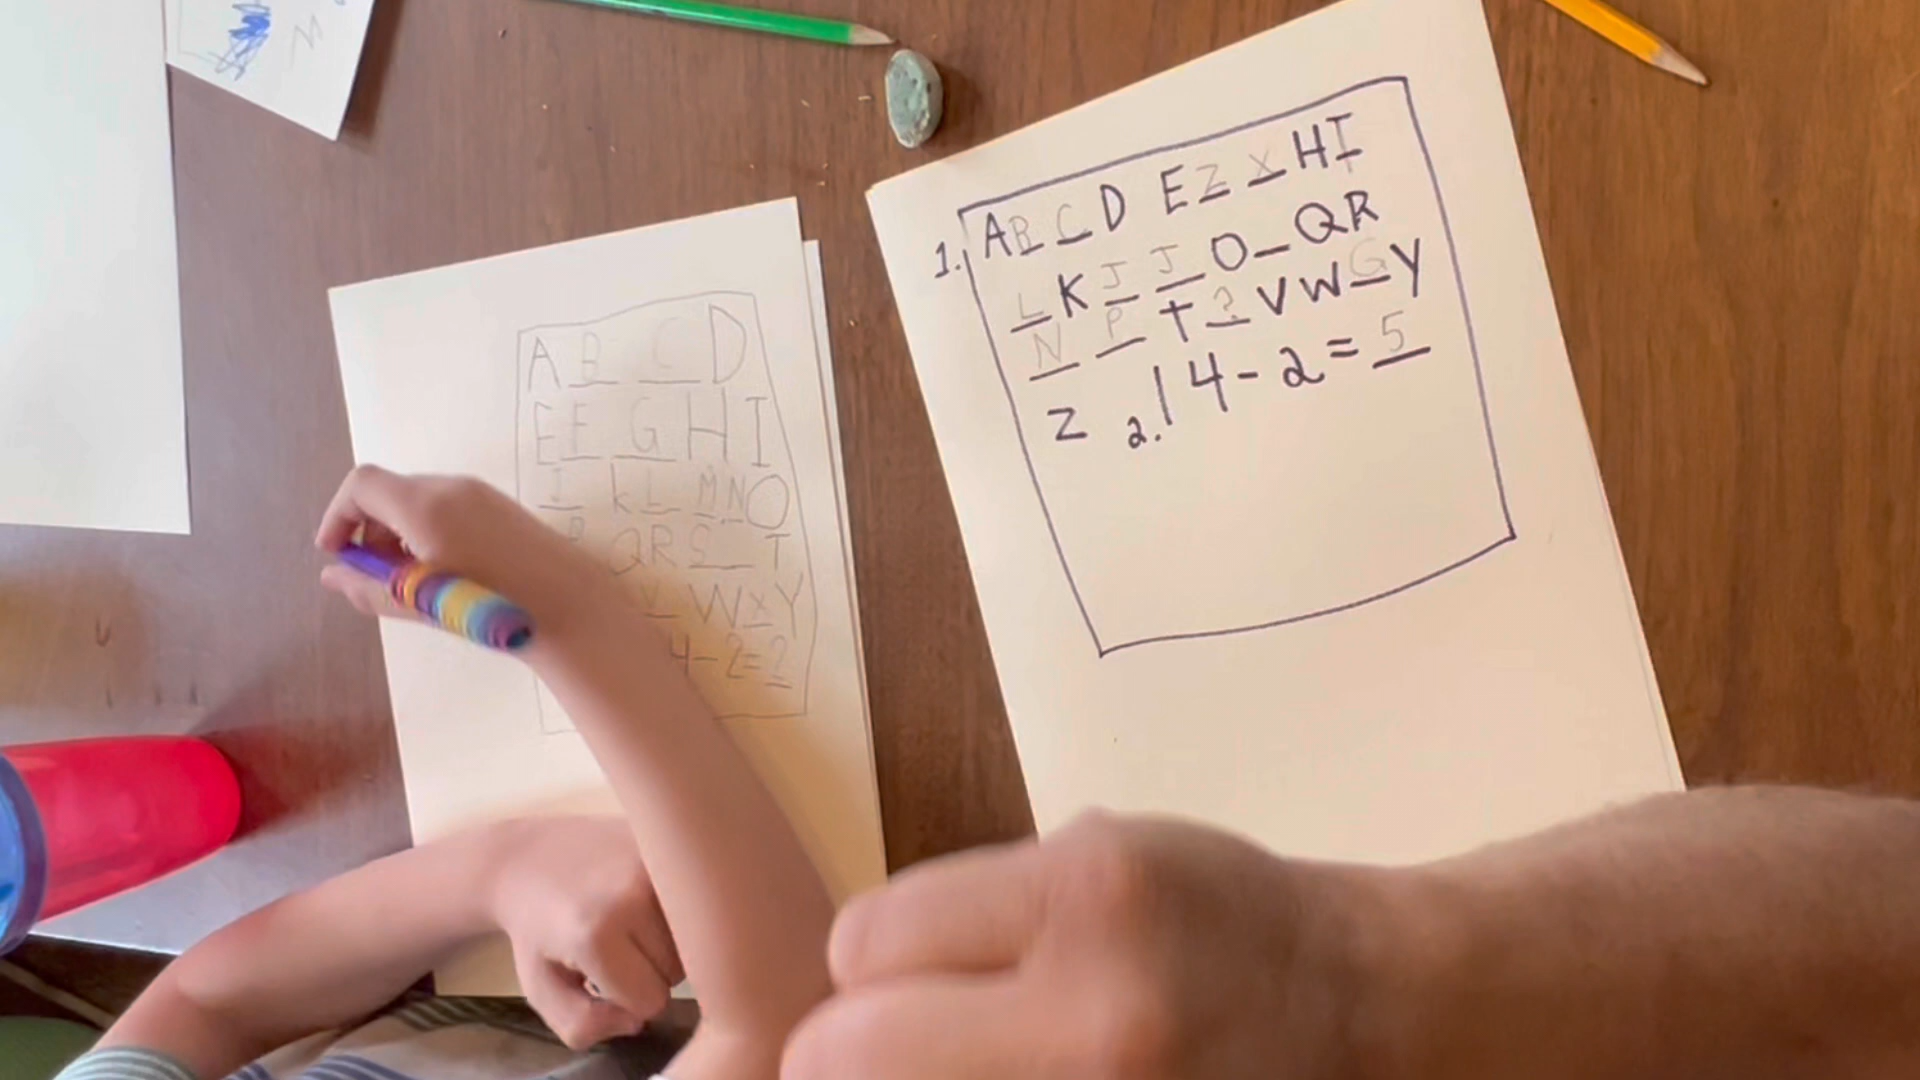 A B C D
E F G H I
I K L M N O
P Q R S T
V W X Y
4-2=2
1. A B C D E Z X H I
L K J J O _ Q R
N P T ? V W G Y
Z 2. 14-2=5